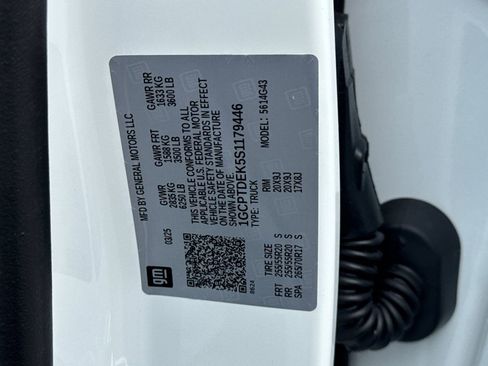 MFD BY GENERAL MOTORS LLC
03/25
GVWR
2835 KG
6250 LB
GAWR FRT
1588 KG
3500 LB
GAWR RR
1633 KG
3600 LB
THIS VEHICLE CONFORMS TO ALL
APPLICABLE U.S. FEDERAL MOTOR
VEHICLE SAFETY STANDARDS IN EFFECT
ON THE DATE OF MANUFACTURE
SHOWN ABOVE.
1GCPTDEK5S1179446
TYPE: TRUCK
MODEL: 5614G43
gm
8624
TIRE SIZE
RIM
FRT 255/55R20 S 20X9J
RR 255/55R20 S 20X9J
SPA 265/70R17 S 17X8J